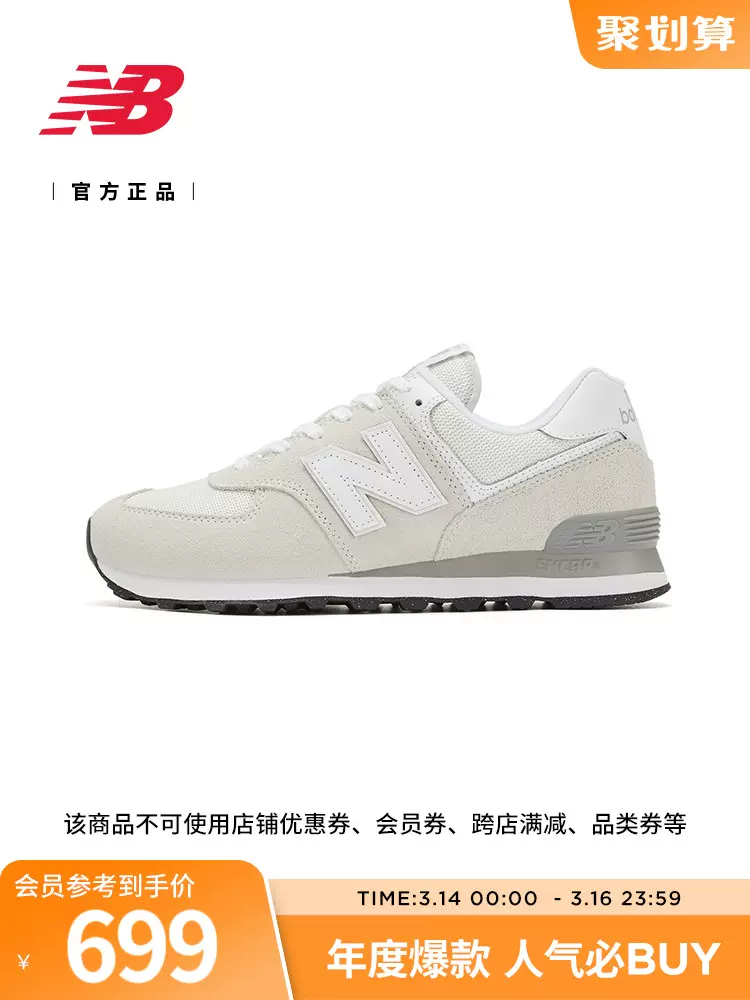 聚划算
NB
官方正品
N
NB
ENCAP
该商品不可使用店铺优惠券、会员券、跨店满减、品类券等
会员参考到手价
¥ 699
TIME:3.14 00:00 - 3.16 23:59
年度爆款 人气必BUY